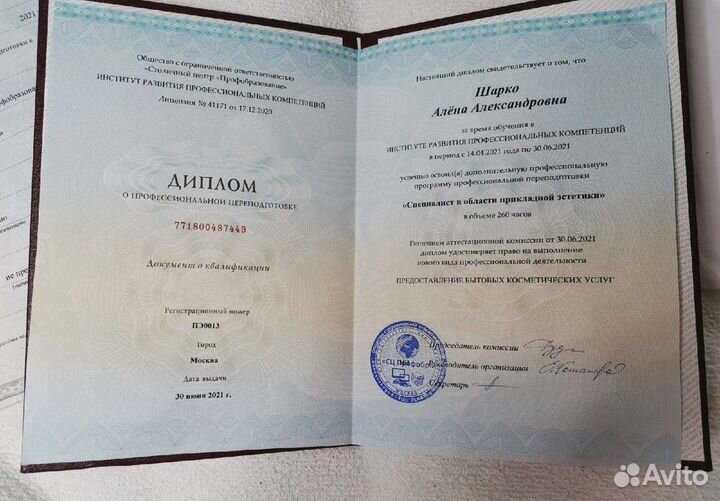 Общество с ограниченной ответственностью
«Столичный центр «Профобразование»
ИНСТИТУТ РАЗВИТИЯ ПРОФЕССИОНАЛЬНЫХ КОМПЕТЕНЦИЙ
Лицензия № 41171 от 17.12.2020
ДИПЛОМ
О ПРОФЕССИОНАЛЬНОЙ ПЕРЕПОДГОТОВКЕ
771800487449
Документ о квалификации
Регистрационный номер
ПЭ0013
Город
Москва
Дата выдачи
30 июня 2021 г.
Настоящий диплом свидетельствует о том, что
Шарко
Алёна Александровна
за время обучения в
ИНСТИТУТЕ РАЗВИТИЯ ПРОФЕССИОНАЛЬНЫХ КОМПЕТЕНЦИЙ
в период с 14.04.2021 года по 30.06.2021
успешно освоил(а) дополнительную профессиональную
программу профессиональной переподготовки
«Специалист в области прикладной эстетики»
в объеме 260 часов
Решением аттестационной комиссии от 30.06.2021
диплом удостоверяет право на выполнение
нового вида профессиональной деятельности
ПРЕДОСТАВЛЕНИЕ БЫТОВЫХ КОСМЕТИЧЕСКИХ УСЛУГ
Председатель комиссии
Руководитель организации
Секретарь
Avito